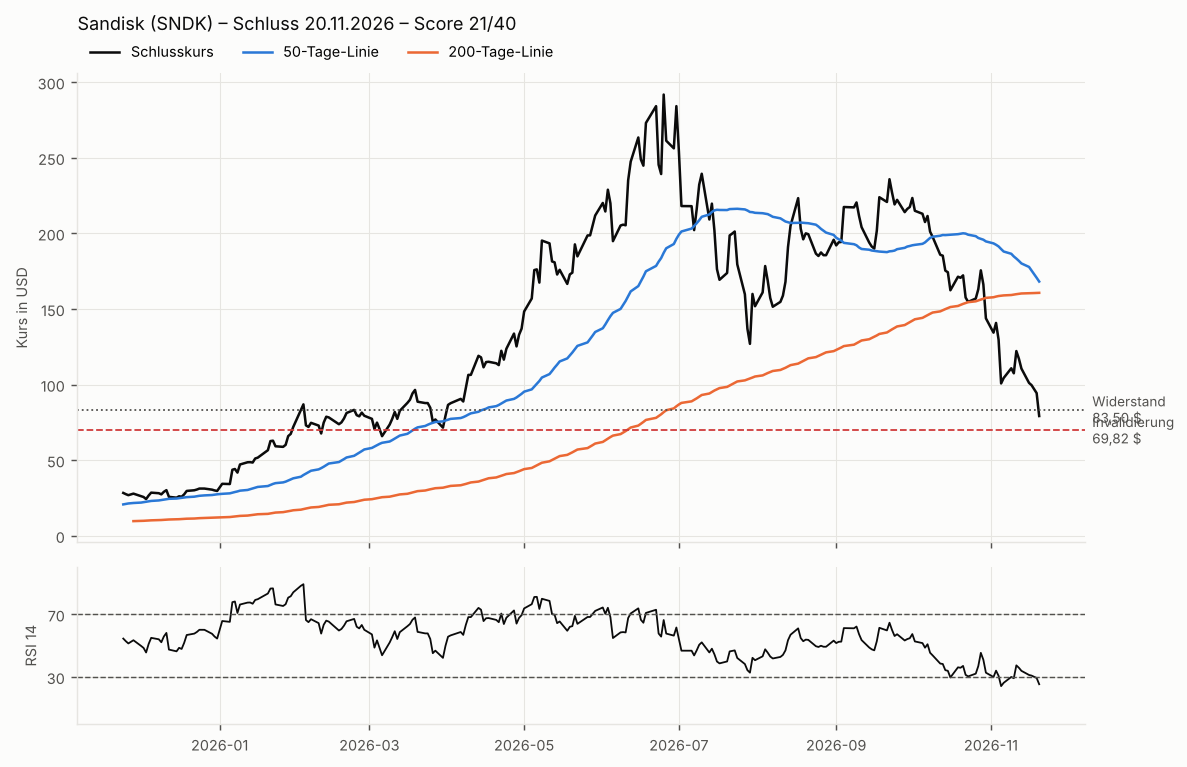 Sandisk (SNDK) – Schluss 20.11.2026 – Score 21/40
Schlusskurs 50-Tage-Linie 200-Tage-Linie
Kurs in USD
300
250
200
150
100
50
0
Widerstand
83,50 $
Invalidierung
69,82 $
RSI 14
70
30
2026-01 2026-03 2026-05 2026-07 2026-09 2026-11